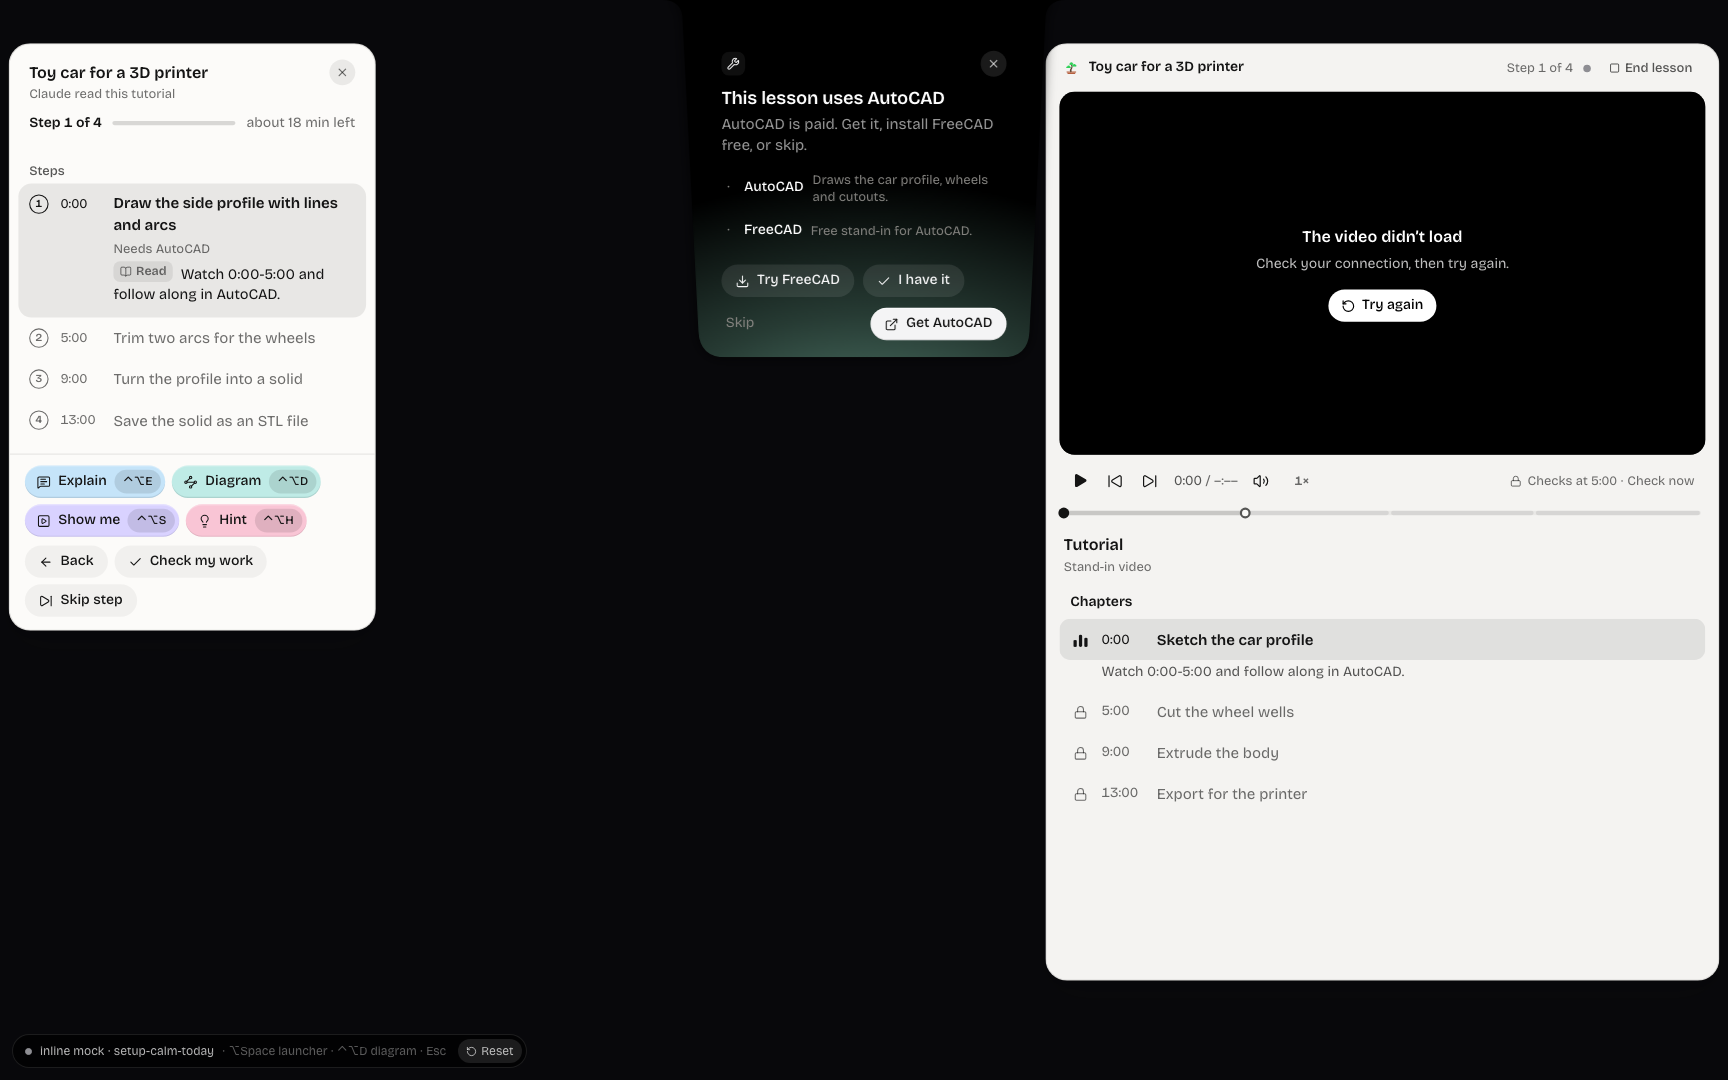 Toy car for a 3D printer
Claude read this tutorial
Step 1 of 4
about 18 min left
Steps
1 0:00 Draw the side profile with lines
and arcs
Needs AutoCAD
Read Watch 0:00-5:00 and
follow along in AutoCAD.
2 5:00 Trim two arcs for the wheels
3 9:00 Turn the profile into a solid
4 13:00 Save the solid as an STL file
Explain ^⌥E
Diagram ^⌥D
Show me ^⌥S
Hint ^⌥H
Back
Check my work
Skip step
This lesson uses AutoCAD
AutoCAD is paid. Get it, install FreeCAD
free, or skip.
· AutoCAD Draws the car profile, wheels
and cutouts.
· FreeCAD Free stand-in for AutoCAD.
Try FreeCAD
I have it
Skip
Get AutoCAD
Toy car for a 3D printer
Step 1 of 4
End lesson
The video didn’t load
Check your connection, then try again.
Try again
0:00 / –:––
1×
Checks at 5:00 · Check now
Tutorial
Stand-in video
Chapters
0:00 Sketch the car profile
Watch 0:00-5:00 and follow along in AutoCAD.
5:00 Cut the wheel wells
9:00 Extrude the body
13:00 Export for the printer
inline mock · setup-calm-today · ⌥Space launcher · ^⌥D diagram · Esc
Reset